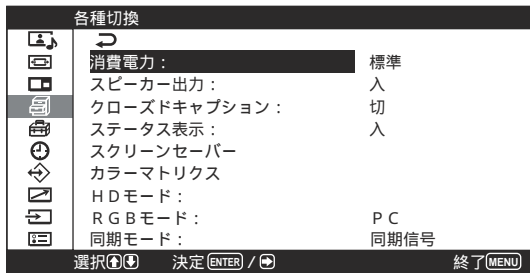 各種切換
消費電力： 標準
スピーカー出力： 入
クローズドキャプション： 切
ステータス表示： 入
スクリーンセーバー
カラーマトリクス
ＨＤモード：
ＲＧＢモード： ＰＣ
同期モード： 同期信号
選択 決定 ENTER / 終了 MENU